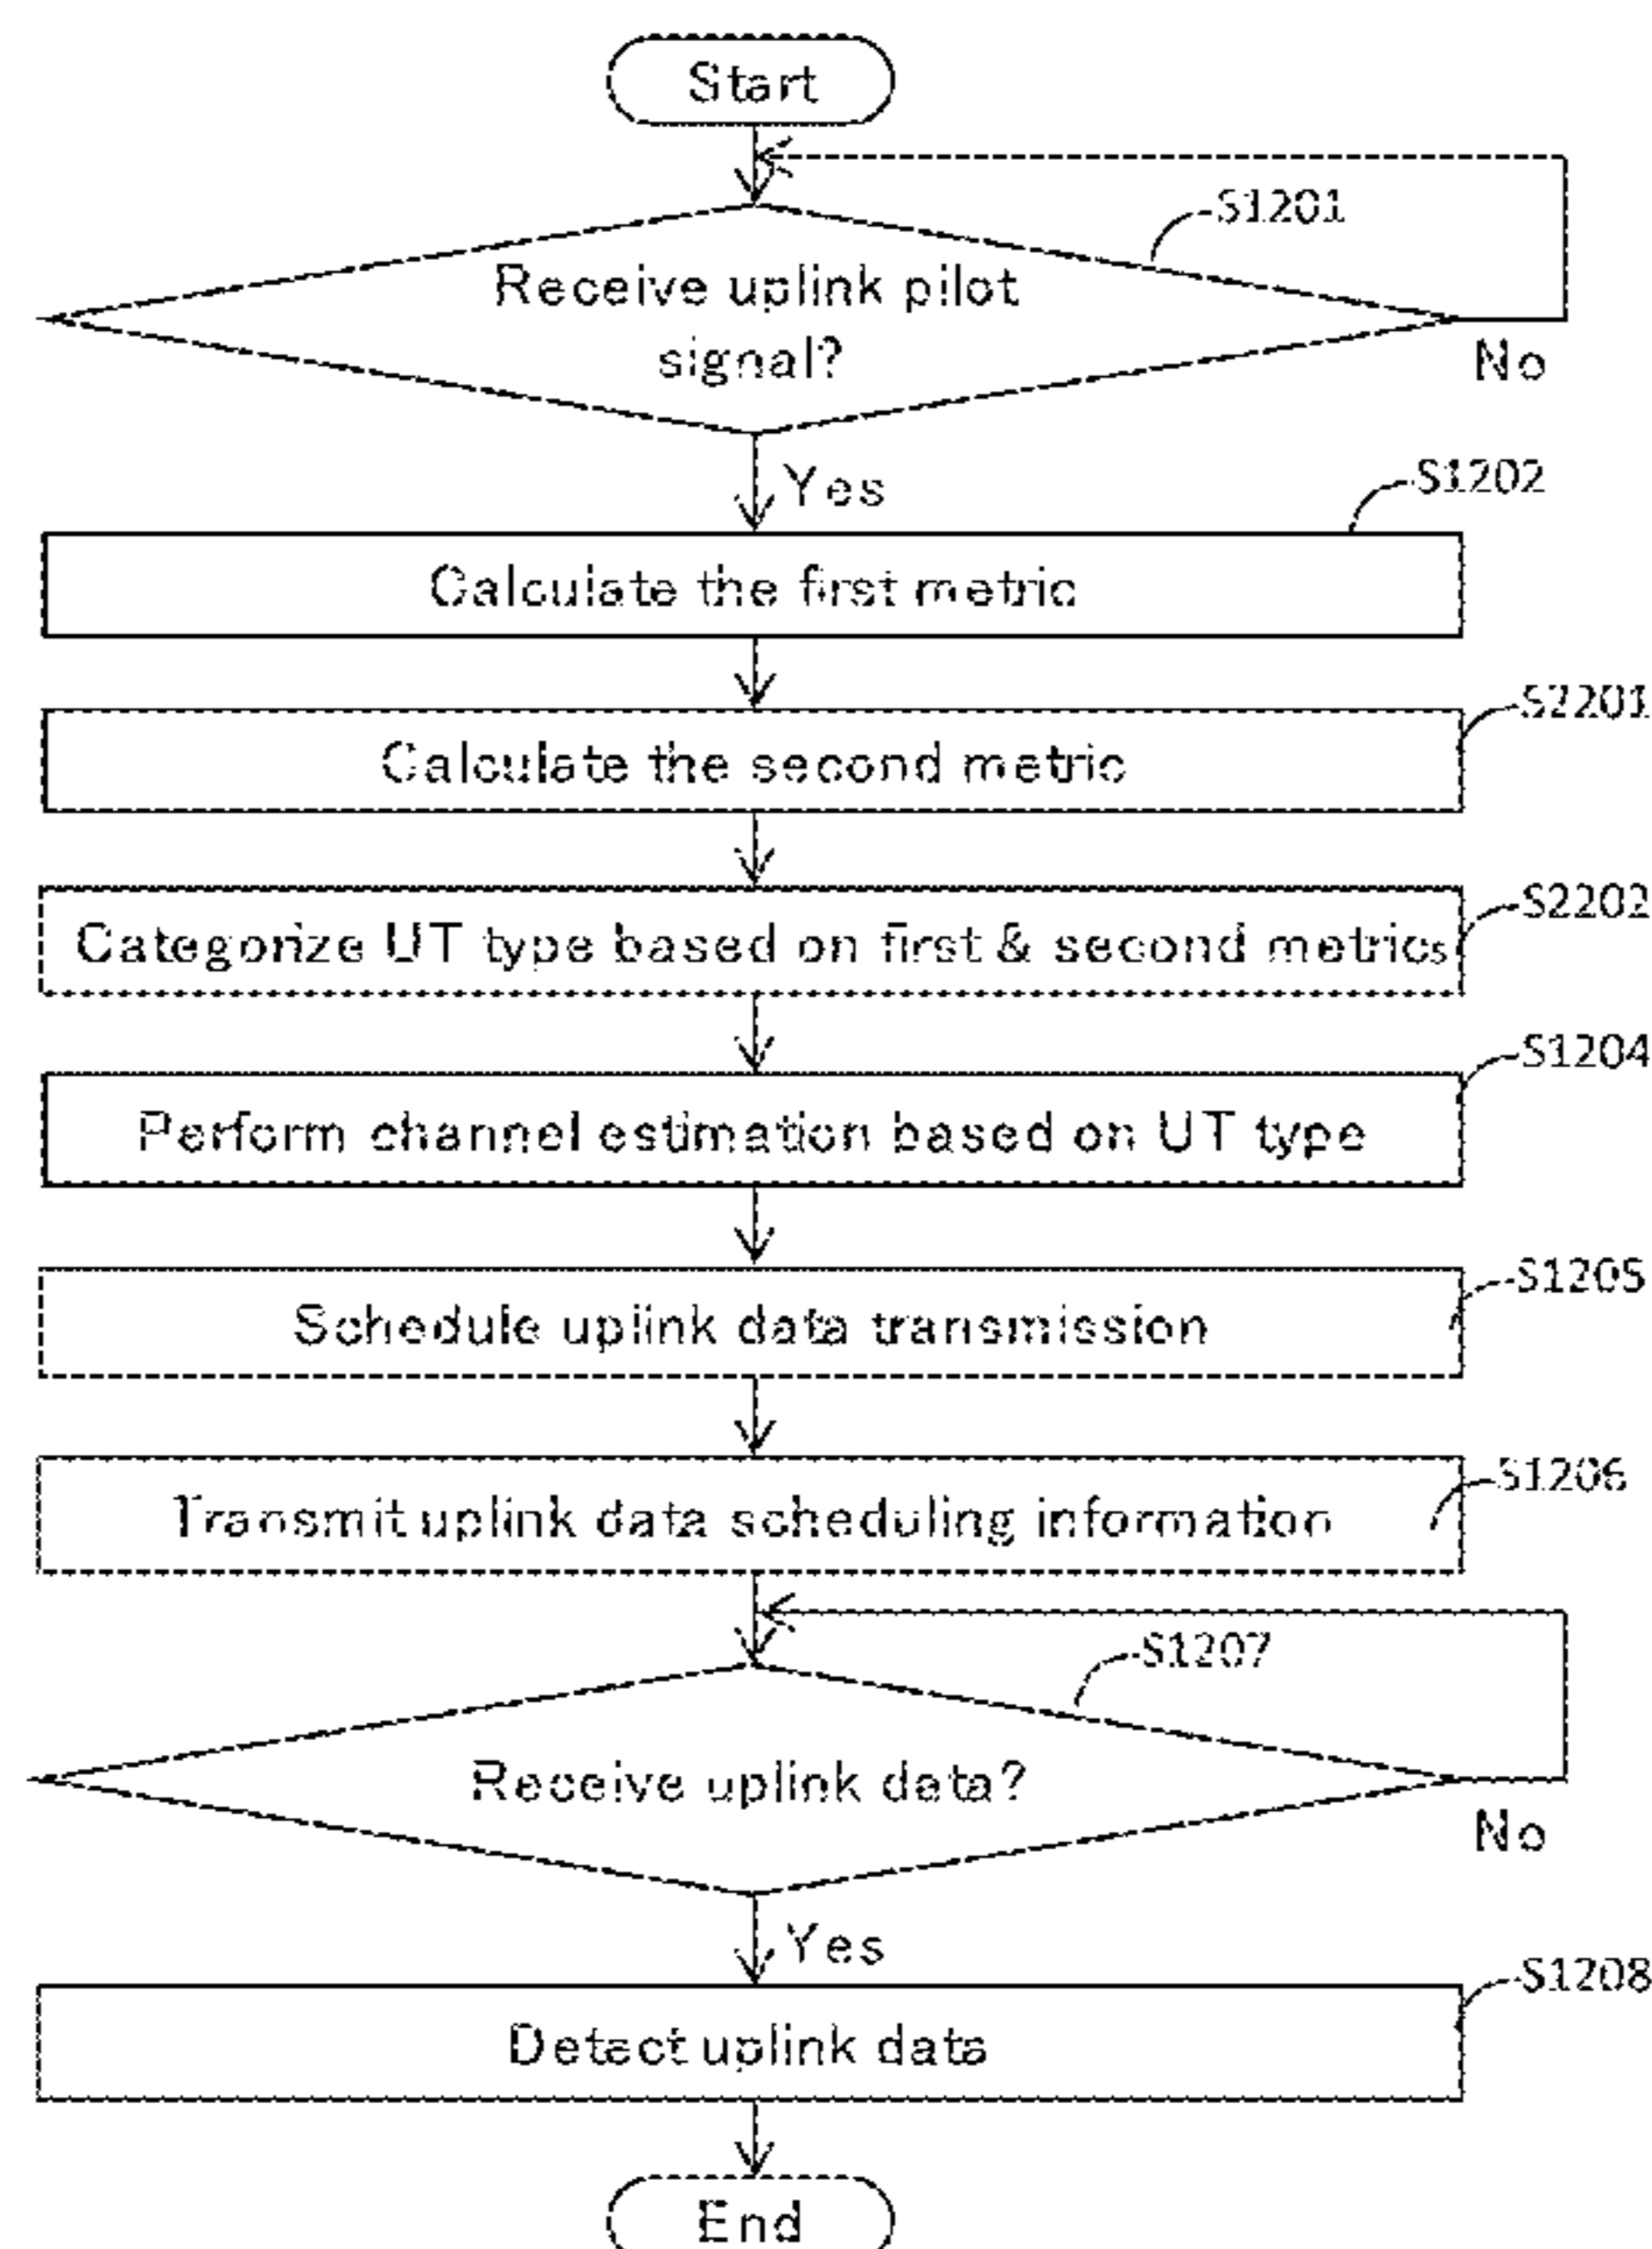 Start
S1201
Receive uplink pilot
signal?
No
Yes
S1202
Calculate the first metric
S2201
Calculate the second metric
S2202
Categorize UT type based on first & second metrics
S1204
Perform channel estimation based on UT type
S1205
Schedule uplink data transmission
S1206
Transmit uplink data scheduling information
S1207
Receive uplink data?
No
Yes
S1208
Detect uplink data
End